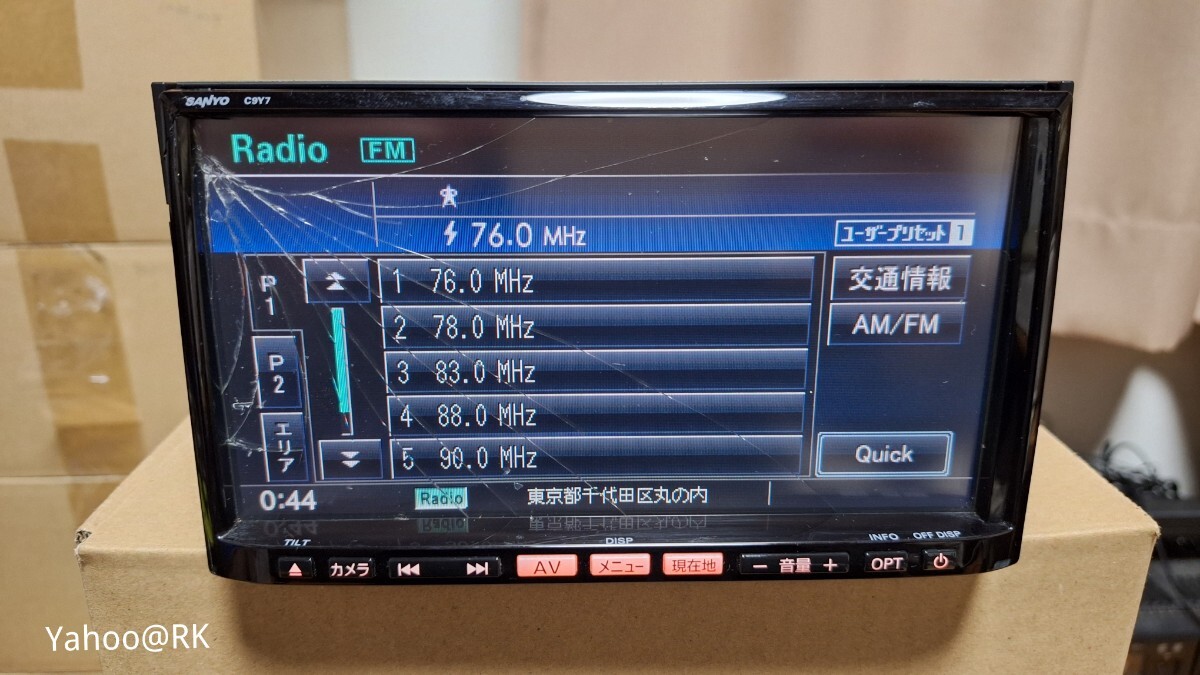 SANYO C9Y7
Radio FM
76.0 MHz ユーザープリセット 1
P1
P2
エリア
1 76.0 MHz
2 78.0 MHz
3 83.0 MHz
4 88.0 MHz
5 90.0 MHz
交通情報
AM/FM
Quick
0:44 Radio 東京都千代田区丸の内
TILT DISP INFO OFF DISP
カメラ AV メニュー 現在地 － 音量 ＋ OPT
Yahoo@RK